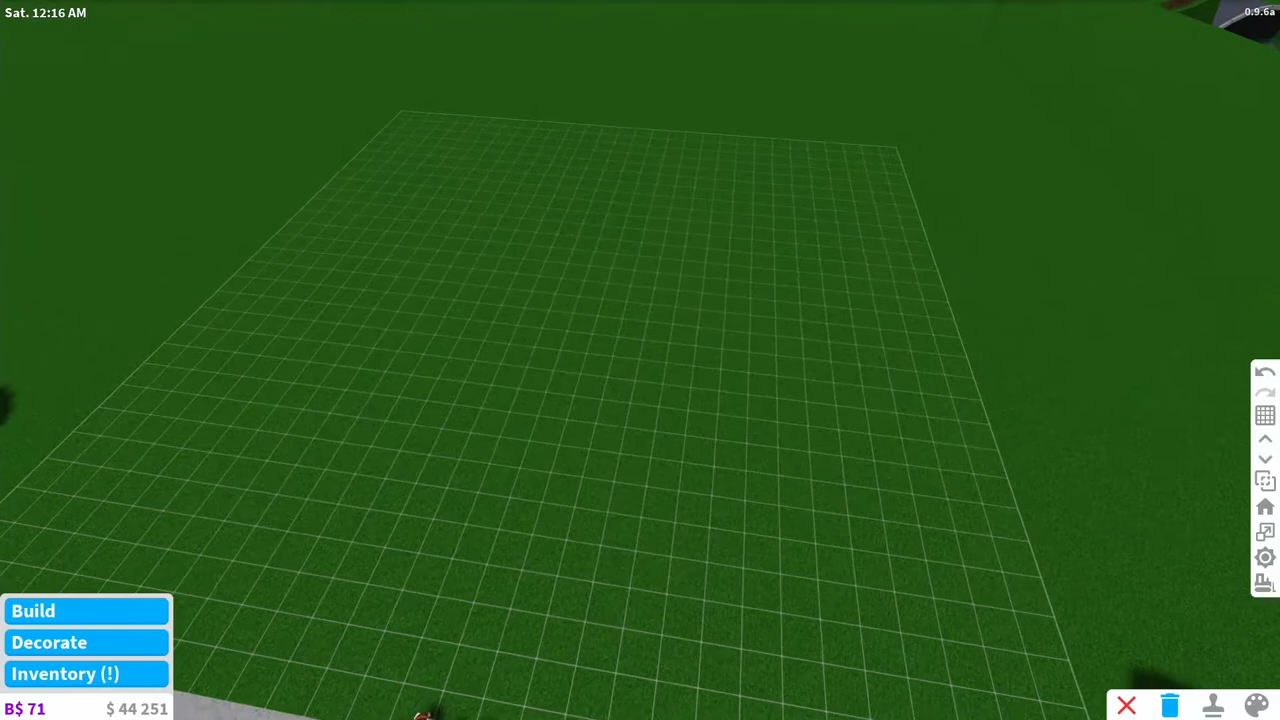 Sat. 12:16 AM
0.9.6a
Build
Decorate
Inventory (!)
B$ 71
$ 44 251